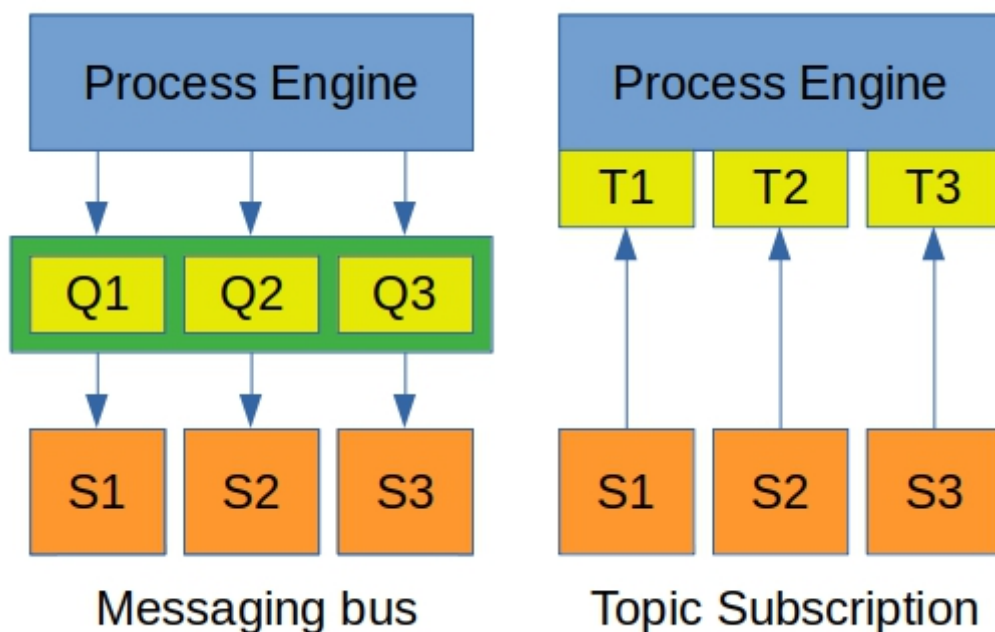 Process Engine
Q1 Q2 Q3
S1 S2 S3
Messaging bus
Process Engine
T1 T2 T3
S1 S2 S3
Topic Subscription